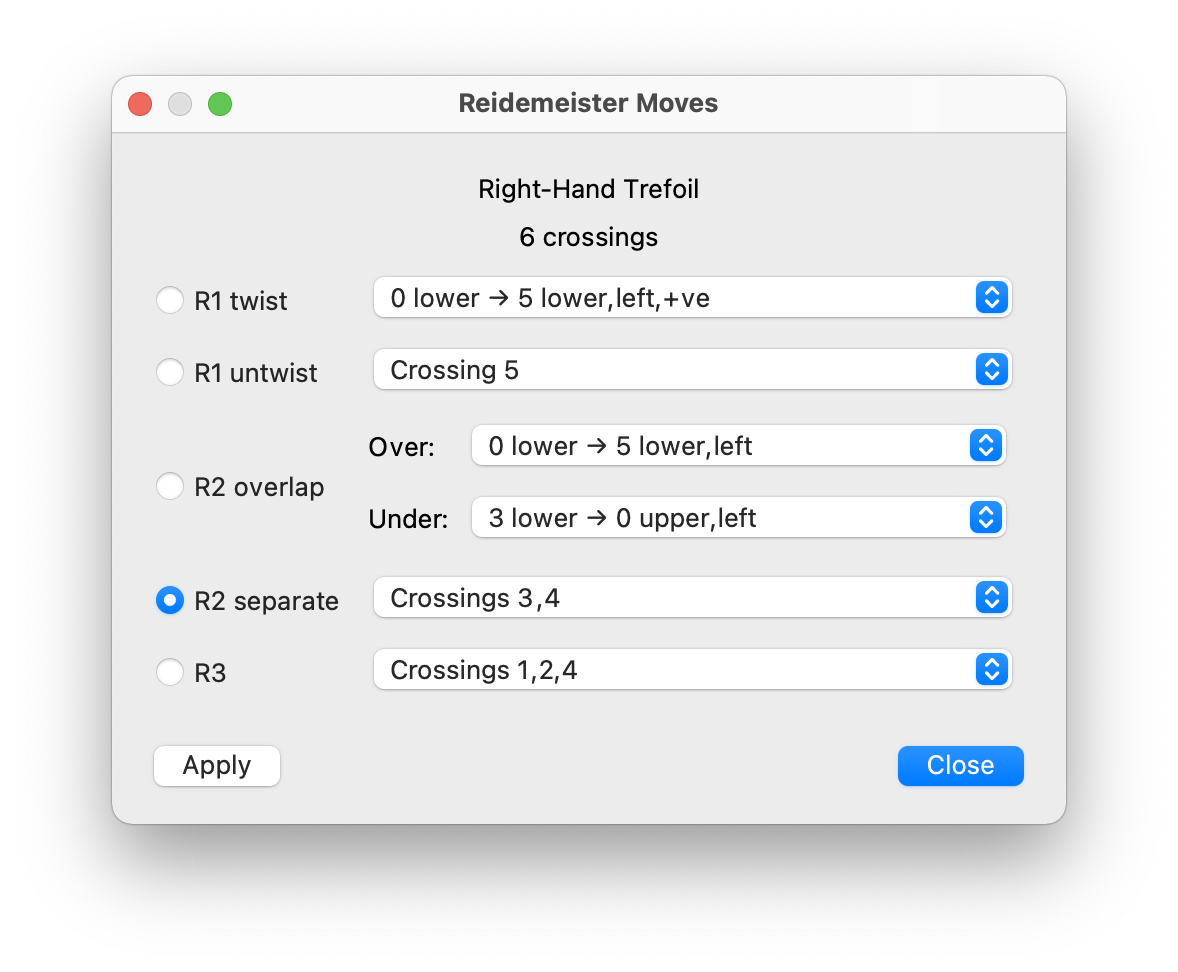 Reidemeister Moves
Right-Hand Trefoil
6 crossings
R1 twist 0 lower → 5 lower,left,+ve
R1 untwist Crossing 5
Over: 0 lower → 5 lower,left
R2 overlap
Under: 3 lower → 0 upper,left
R2 separate Crossings 3,4
R3 Crossings 1,2,4
Apply Close